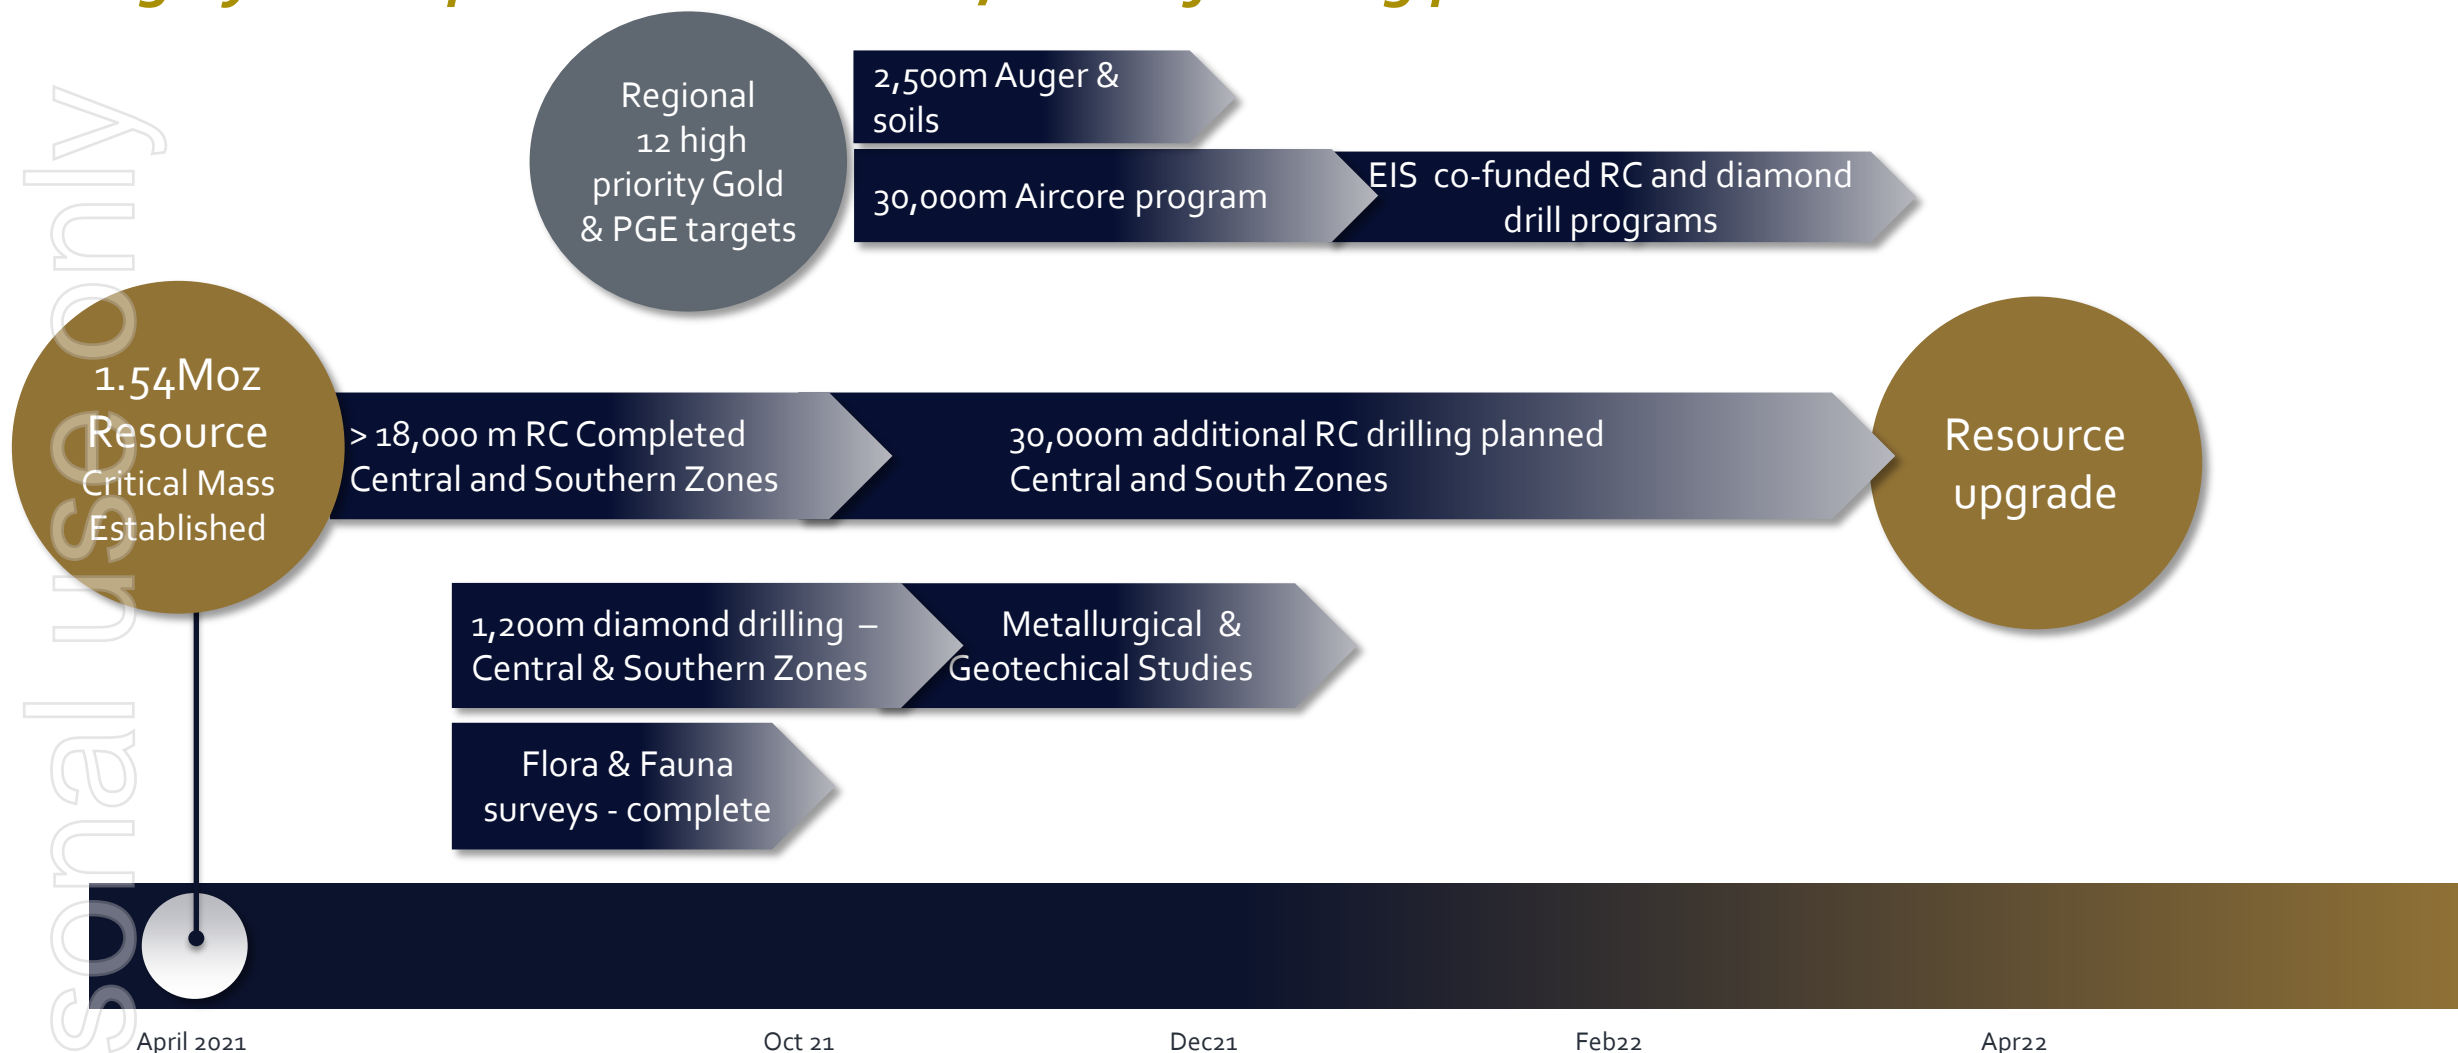 Regional
12 high
priority Gold
& PGE targets
2,500m Auger &
soils
30,000m Aircore program
EIS co-funded RC and diamond
drill programs
1.54Moz
Resource
Critical Mass
Established
> 18,000 m RC Completed
Central and Southern Zones
30,000m additional RC drilling planned
Central and South Zones
Resource
upgrade
1,200m diamond drilling –
Central & Southern Zones
Metallurgical &
Geotechical Studies
Flora & Fauna
surveys - complete
April 2021
Oct 21
Dec21
Feb22
Apr22
sonal use only